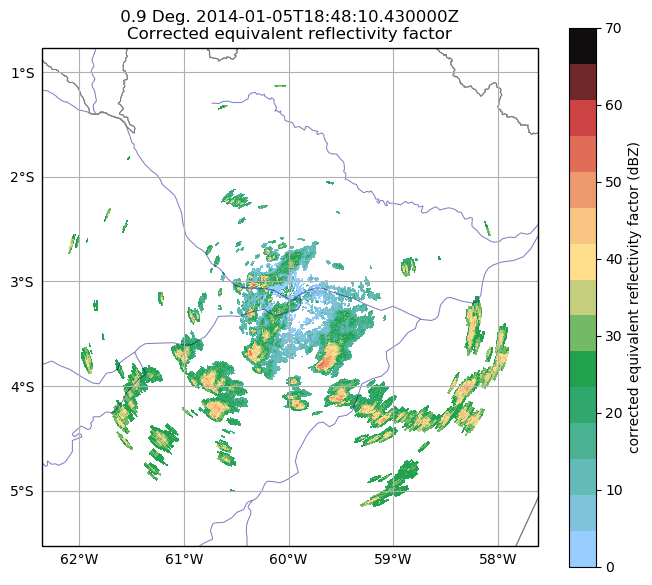 0.9 Deg. 2014-01-05T18:48:10.430000Z
Corrected equivalent reflectivity factor
1°S
2°S
3°S
4°S
5°S
62°W
61°W
60°W
59°W
58°W
70
60
50
40
30
20
10
0
corrected equivalent reflectivity factor (dBZ)